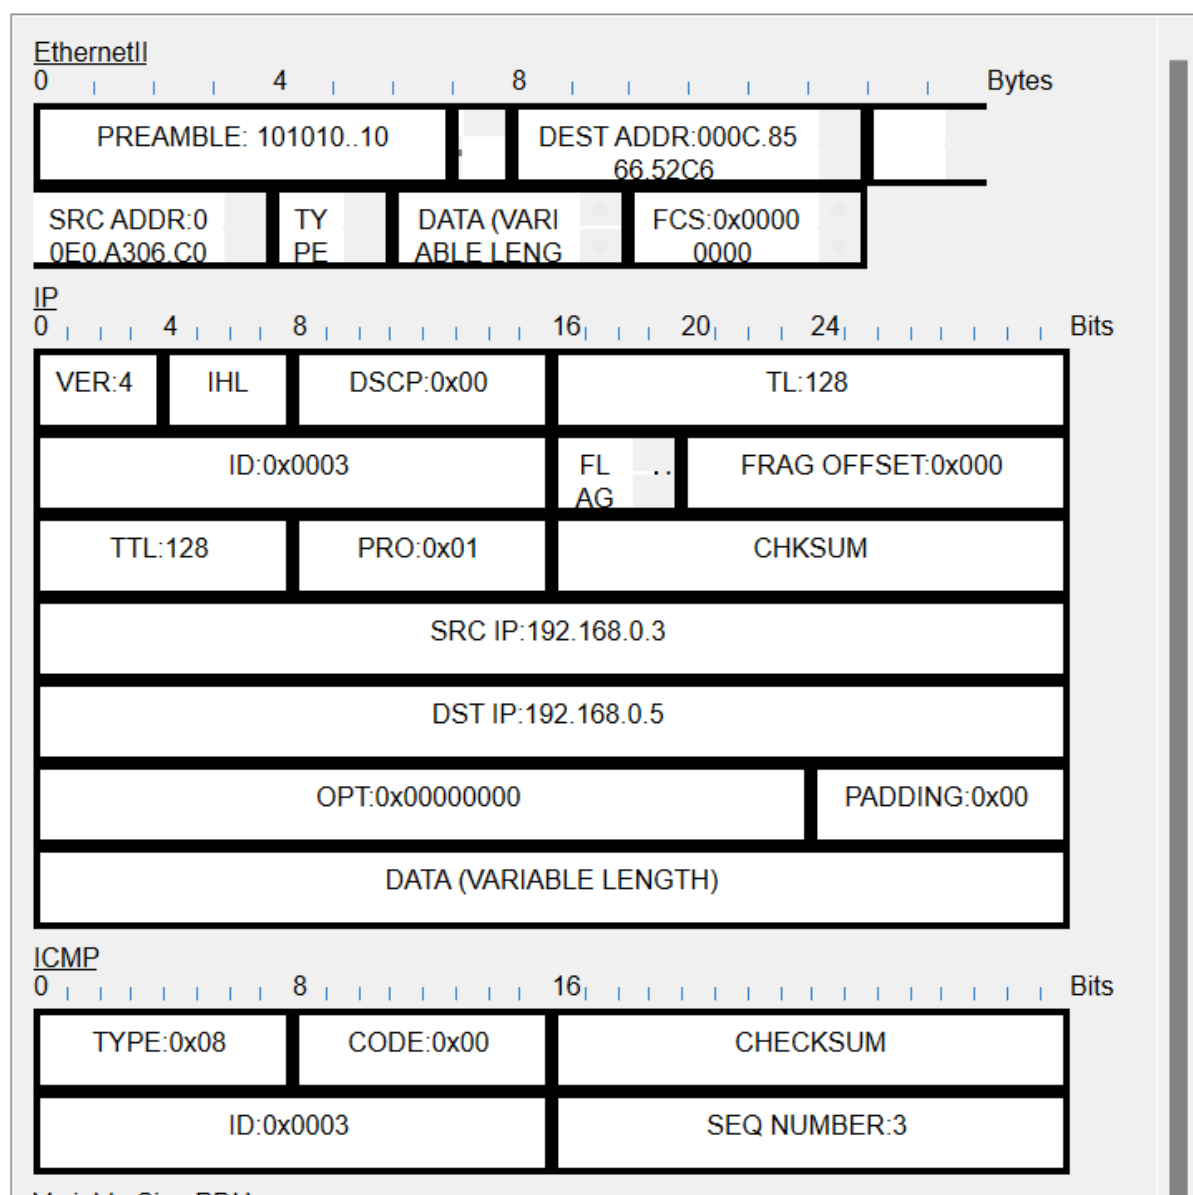 EthernetII
0 4 8 Bytes
PREAMBLE: 101010..10 DEST ADDR:000C.85
66.52C6
SRC ADDR:0 TY DATA (VARI FCS:0x0000
0E0.A306.C0 PE ABLE LENG 0000
IP
0 4 8 16 20 24 Bits
VER:4 IHL DSCP:0x00 TL:128
ID:0x0003 FL .. FRAG OFFSET:0x000
AG
TTL:128 PRO:0x01 CHKSUM
SRC IP:192.168.0.3
DST IP:192.168.0.5
OPT:0x00000000 PADDING:0x00
DATA (VARIABLE LENGTH)
ICMP
0 8 16 Bits
TYPE:0x08 CODE:0x00 CHECKSUM
ID:0x0003 SEQ NUMBER:3